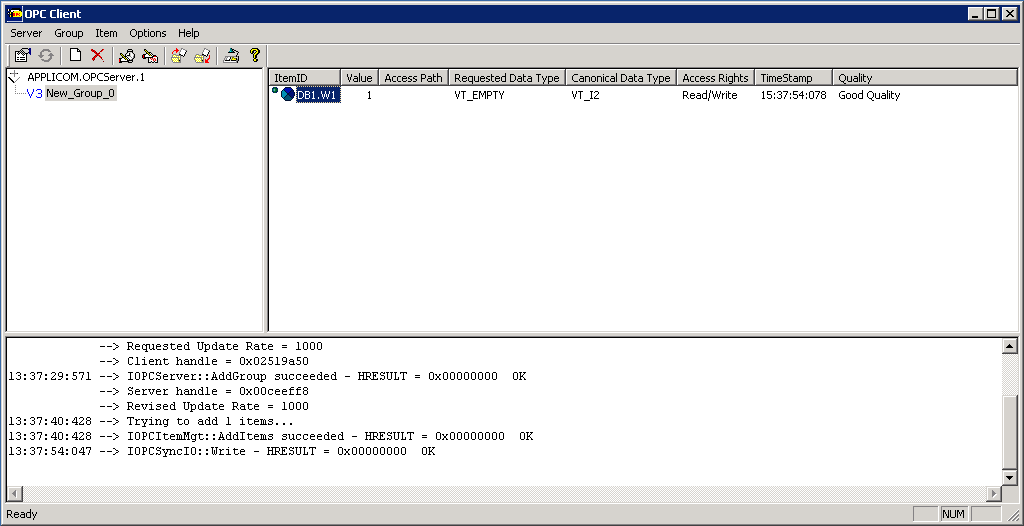 OPC Client
Server Group Item Options Help
APPLICOM.OPCServer.1
V3 New_Group_0
ItemID Value Access Path Requested Data Type Canonical Data Type Access Rights TimeStamp Quality
DB1.W1 1 VT_EMPTY VT_I2 Read/Write 15:37:54:078 Good Quality
--> Requested Update Rate = 1000
--> Client handle = 0x02519a50
13:37:29:571 --> IOPCServer::AddGroup succeeded - HRESULT = 0x00000000 OK
--> Server handle = 0x00ceeff8
--> Revised Update Rate = 1000
13:37:40:428 --> Trying to add 1 items...
13:37:40:428 --> IOPCItemMgt::AddItems succeeded - HRESULT = 0x00000000 OK
13:37:54:047 --> IOPCSyncIO::Write - HRESULT = 0x00000000 OK
Ready NUM